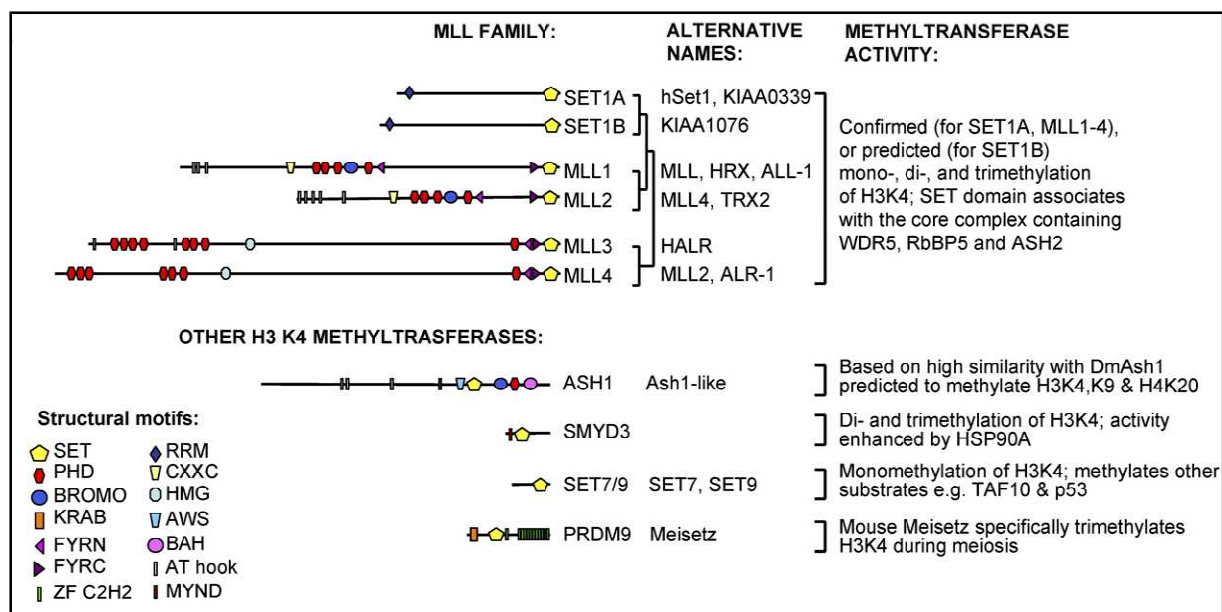 MLL FAMILY:
ALTERNATIVE
NAMES:
METHYLTRANSFERASE
ACTIVITY:
SET1A
hSet1, KIAA0339
SET1B
KIAA1076
MLL1
MLL, HRX, ALL-1
MLL2
MLL4, TRX2
MLL3
HALR
MLL4
MLL2, ALR-1
Confirmed (for SET1A, MLL1-4),
or predicted (for SET1B)
mono-, di-, and trimethylation
of H3K4; SET domain associates
with the core complex containing
WDR5, RbBP5 and ASH2
OTHER H3 K4 METHYLTRASFERASES:
ASH1
Ash1-like
Based on high similarity with DmAsh1
predicted to methylate H3K4,K9 & H4K20
SMYD3
Di- and trimethylation of H3K4; activity
enhanced by HSP90A
SET7/9
SET7, SET9
Monomethylation of H3K4; methylates other
substrates e.g. TAF10 & p53
PRDM9
Meisetz
Mouse Meisetz specifically trimethylates
H3K4 during meiosis
Structural motifs:
SET
PHD
BROMO
KRAB
FYRN
FYRC
ZF C2H2
RRM
CXXC
HMG
AWS
BAH
AT hook
MYND